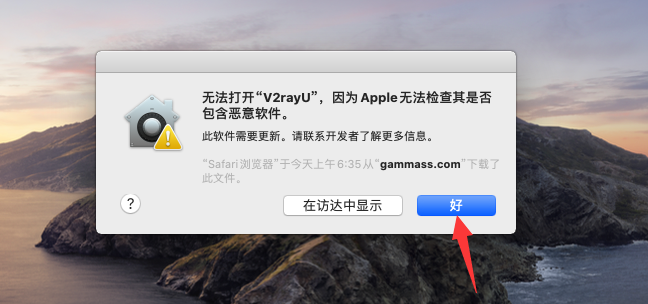 无法打开“V2rayU”，因为 Apple 无法检查其是否
包含恶意软件。
此软件需要更新。请联系开发者了解更多信息。
“Safari 浏览器”于今天上午 6:35 从“gammass.com”下载了
此文件。
?
在访达中显示
好